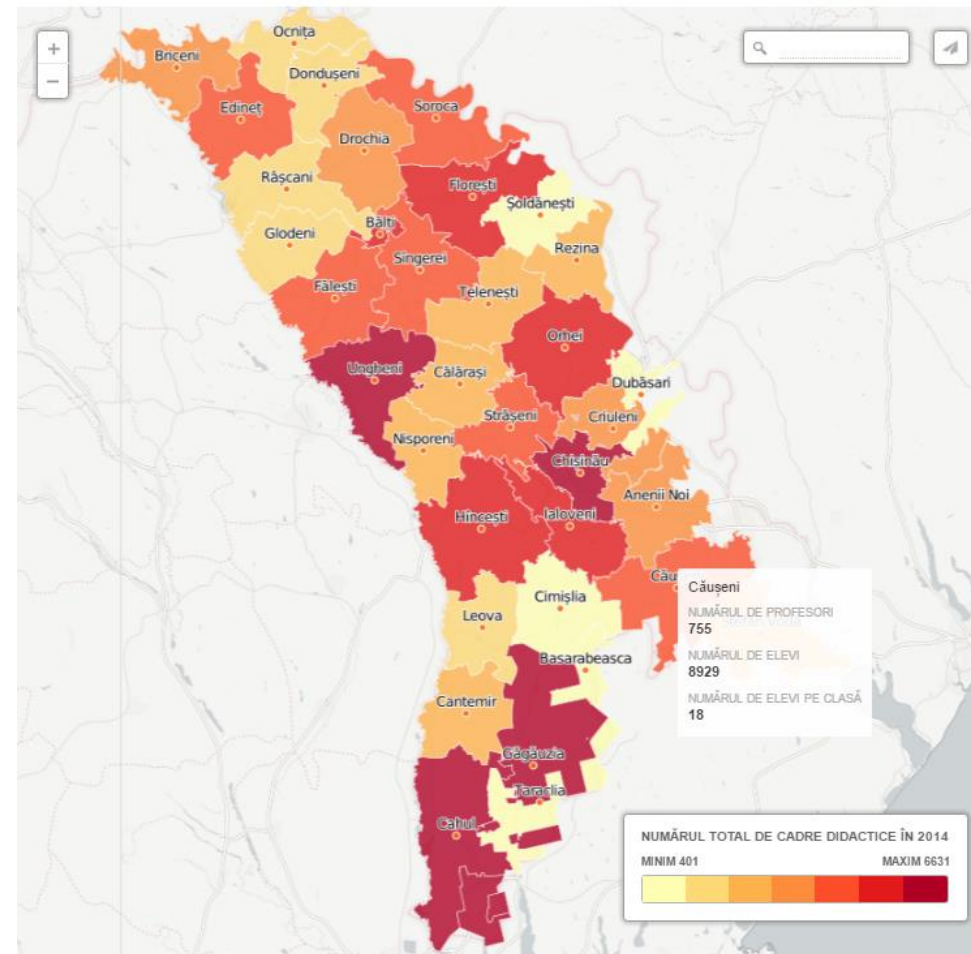 +
−
Ocnița
Briceni
Dondușeni
Edineț
Soroca
Drochia
Râșcani
Florești
Șoldănești
Bălți
Glodeni
Rezina
Sîngerei
Fălești
Telenești
Orhei
Ungheni
Călărași
Dubăsari
Strășeni
Criuleni
Nisporeni
Chișinău
Anenii Noi
Hîncești
Ialoveni
Cău
Căușeni
Cimișlia
NUMĂRUL DE PROFESORI
Leova
755
NUMĂRUL DE ELEVI
Basarabeasca
8929
NUMĂRUL DE ELEVI PE CLASĂ
Cantemir
18
Găgăuzia
Taraclia
Cahul
NUMĂRUL TOTAL DE CADRE DIDACTICE ÎN 2014
MINIM 401 MAXIM 6631